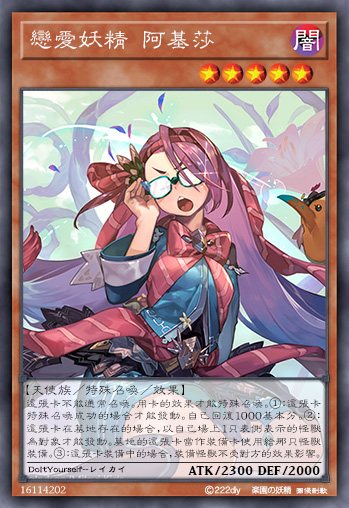 戀愛妖精 阿基莎
闇
【天使族／特殊召喚／效果】
這張卡不能通常召喚。用卡的效果才能特殊召喚。①：這張卡
特殊召喚成功的場合才能發動。自己回復1000基本分。②：
這張卡在墓地存在的場合，以自己場上1只表側表示的怪獸
為對象才能發動。墓地的這張卡當作裝備卡使用給那只怪獸
裝備。③：這張卡裝備中的場合，裝備怪獸不受對方的效果影響。
DoItYourself--レイカイ
ATK/2300 DEF/2000
16114202
©222dy 楽園の妖精